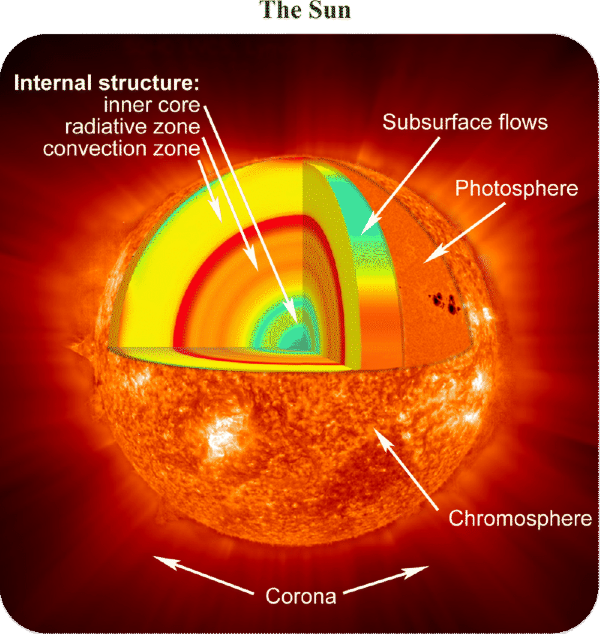 The Sun
Internal structure:
inner core
radiative zone
convection zone
Subsurface flows
Photosphere
Chromosphere
Corona